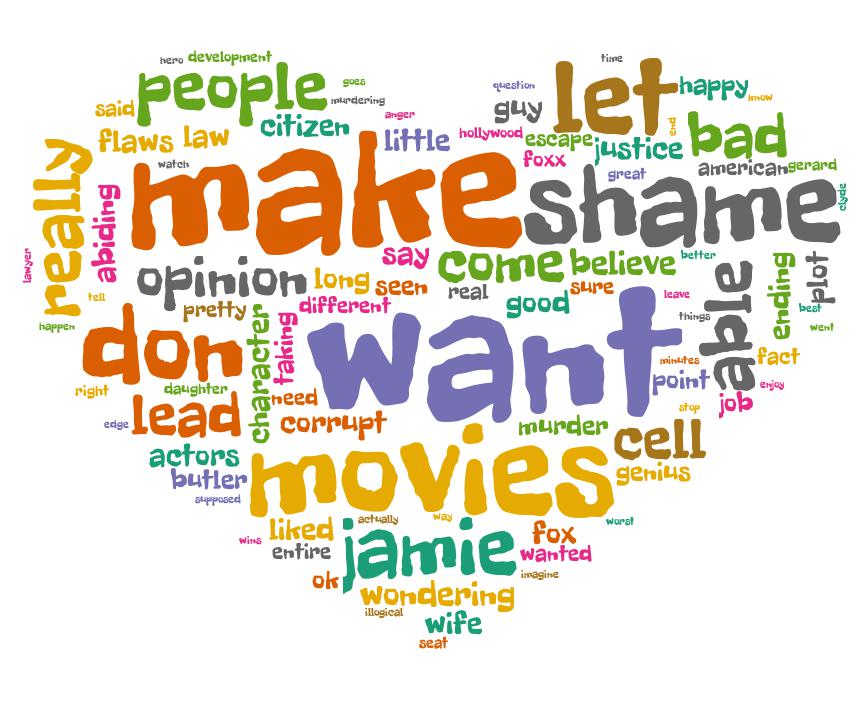 hero development
time
people
goes
murdering
question
let
happy
know
said
guy
anger
flaws law
citizen
little
hollywood
escape
end
bad
foxx
justice
really
watch
make
great
american
gerard
abiding
shame
clyde
say
come
believe
better
lawyer
opinion
long
seen
real
sure
able
ending
plot
tell
pretty
different
good
leave
things
best
happen
don
character
taking
want
went
minutes
fact
right
daughter
need
point
enjoy
edge
lead
corrupt
stop
job
murder
cell
actors
movies
butler
genius
supposed
liked
actually
way
worst
wins
entire
jamie
fox
wanted
ok
imagine
wondering
illogical
wife
seat